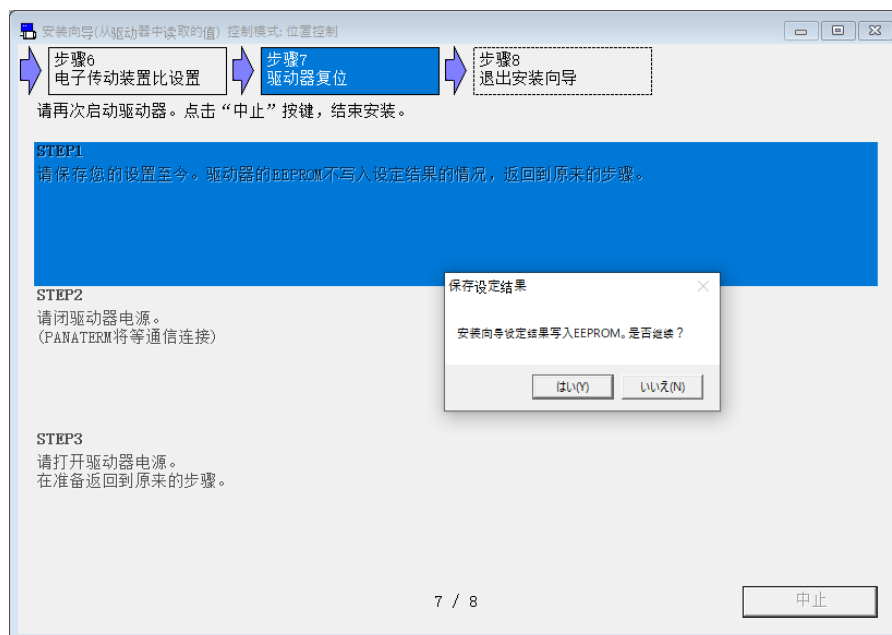 安装向导(从驱动器中读取的值) 控制模式: 位置控制
步骤6
电子传动装置比设置
步骤7
驱动器复位
步骤8
退出安装向导
请再次启动驱动器。点击“中止”按键，结束安装。
STEP1
请保存您的设置至今。驱动器的EEPROM不写入设定结果的情况，返回到原来的步骤。
STEP2
请闭驱动器电源。
(PANATERM将等通信连接)
保存设定结果
安装向导设定结果写入EEPROM。是否继续？
はい(Y)
いいえ(N)
STEP3
请打开驱动器电源。
在准备返回到原来的步骤。
7 / 8
中止